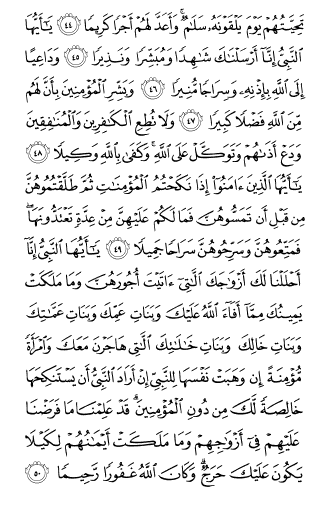 تَحِيَّتُهُمْ يَوْمَ يَلْقَوْنَهُۥ سَلَٰمٌ ۚ وَأَعَدَّ لَهُمْ أَجْرًا كَرِيمًا ﴿٤٤﴾ يَٰٓأَيُّهَا
ٱلنَّبِىُّ إِنَّآ أَرْسَلْنَٰكَ شَٰهِدًا وَمُبَشِّرًا وَنَذِيرًا ﴿٤٥﴾ وَدَاعِيًا
إِلَى ٱللَّهِ بِإِذْنِهِۦ وَسِرَاجًا مُّنِيرًا ﴿٤٦﴾ وَبَشِّرِ ٱلْمُؤْمِنِينَ بِأَنَّ لَهُم
مِّنَ ٱللَّهِ فَضْلًا كَبِيرًا ﴿٤٧﴾ وَلَا تُطِعِ ٱلْكَٰفِرِينَ وَٱلْمُنَٰفِقِينَ
وَدَعْ أَذَىٰهُمْ وَتَوَكَّلْ عَلَى ٱللَّهِ ۚ وَكَفَىٰ بِٱللَّهِ وَكِيلًا ﴿٤٨﴾
يَٰٓأَيُّهَا ٱلَّذِينَ ءَامَنُوٓا۟ إِذَا نَكَحْتُمُ ٱلْمُؤْمِنَٰتِ ثُمَّ طَلَّقْتُمُوهُنَّ
مِن قَبْلِ أَن تَمَسُّوهُنَّ فَمَا لَكُمْ عَلَيْهِنَّ مِنْ عِدَّةٍ تَعْتَدُّونَهَا ۖ
فَمَتِّعُوهُنَّ وَسَرِّحُوهُنَّ سَرَاحًا جَمِيلًا ﴿٤٩﴾ يَٰٓأَيُّهَا ٱلنَّبِىُّ إِنَّآ
أَحْلَلْنَا لَكَ أَزْوَٰجَكَ ٱلَّٰتِىٓ ءَاتَيْتَ أُجُورَهُنَّ وَمَا مَلَكَتْ
يَمِينُكَ مِمَّآ أَفَآءَ ٱللَّهُ عَلَيْكَ وَبَنَاتِ عَمِّكَ وَبَنَاتِ عَمَّٰتِكَ
وَبَنَاتِ خَالِكَ وَبَنَاتِ خَٰلَٰتِكَ ٱلَّٰتِى هَاجَرْنَ مَعَكَ وَٱمْرَأَةً
مُّؤْمِنَةً إِن وَهَبَتْ نَفْسَهَا لِلنَّبِىِّ إِنْ أَرَادَ ٱلنَّبِىُّ أَن يَسْتَنكِحَهَا
خَالِصَةً لَّكَ مِن دُونِ ٱلْمُؤْمِنِينَ ۗ قَدْ عَلِمْنَا مَا فَرَضْنَا
عَلَيْهِمْ فِىٓ أَزْوَٰجِهِمْ وَمَا مَلَكَتْ أَيْمَٰنُهُمْ لِكَيْلَا
يَكُونَ عَلَيْكَ حَرَجٌ ۗ وَكَانَ ٱللَّهُ غَفُورًا رَّحِيمًا ﴿٥٠﴾